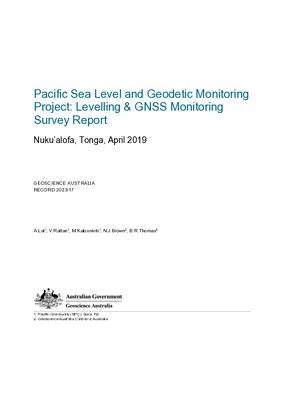 Pacific Sea Level and Geodetic Monitoring
Project: Levelling & GNSS Monitoring
Survey Report
Nuku'alofa, Tonga, April 2019
GEOSCIENCE AUSTRALIA
RECORD 2023/17
A.Lal¹, V.Rattan¹, M.Kalouniviti¹, N.J.Brown², B.R.Thomas²
Australian Government
Geoscience Australia
1. Pacific Community (SPC), Suva, Fiji
2. Geoscience Australia Canberra, Australia